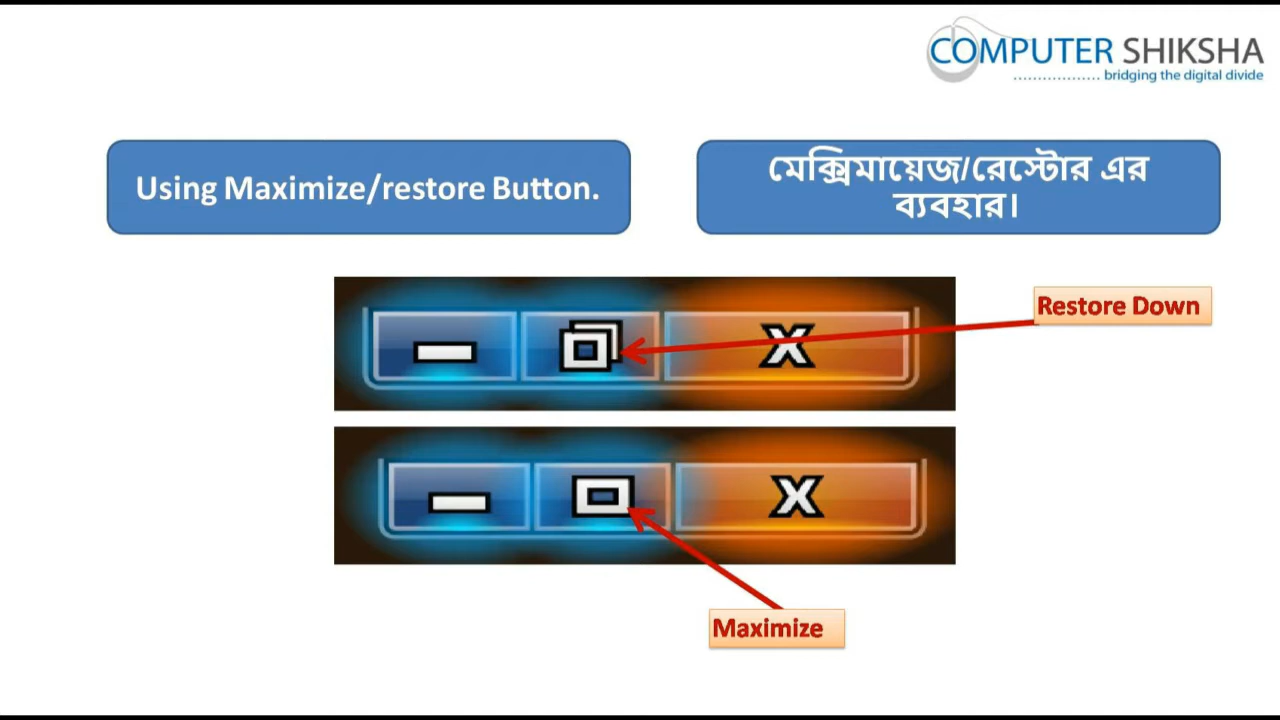 COMPUTER SHIKSHA
bridging the digital divide
Using Maximize/restore Button.
মেক্সিমায়েজ/রেস্টোর এর
ব্যবহার।
Restore Down
Maximize